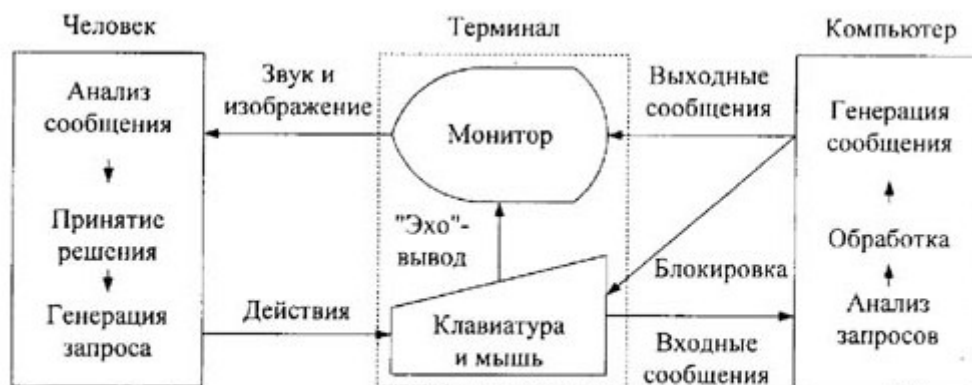 Человек
Терминал
Компьютер
Анализ
сообщения
Принятие
решения
Генерация
запроса
Звук и
изображение
Действия
Монитор
"Эхо"-
вывод
Клавиатура
и мышь
Выходные
сообщения
Блокировка
Входные
сообщения
Генерация
сообщения
Обработка
Анализ
запросов